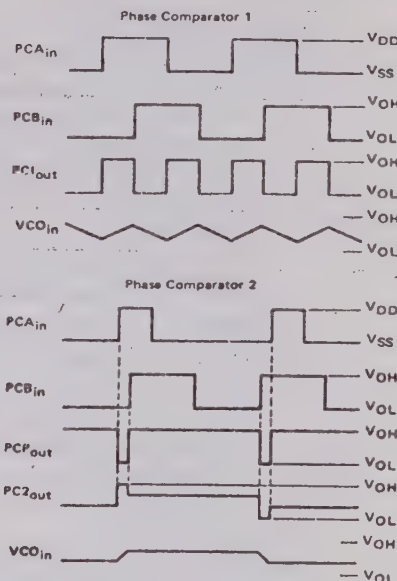 Phase Comparator 1
PCAin
VDD
VSS
PCBin
VOH
VOL
PC1out
VOH
VOL
VCOin
VOH
VOL
Phase Comparator 2
PCAin
VDD
VSS
PCBin
VOH
VOL
PCPout
VOH
VOL
PC2out
VOH
VOL
VCOin
VOH
VOL